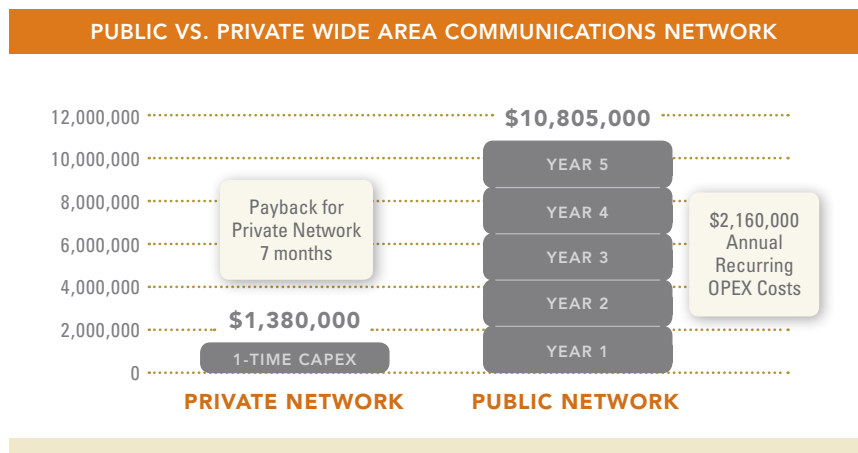 PUBLIC VS. PRIVATE WIDE AREA COMMUNICATIONS NETWORK
12,000,000
10,000,000
8,000,000
6,000,000
4,000,000
2,000,000
0
Payback for
Private Network
7 months
$1,380,000
1-TIME CAPEX
PRIVATE NETWORK
$10,805,000
YEAR 5
YEAR 4
YEAR 3
YEAR 2
YEAR 1
PUBLIC NETWORK
$2,160,000
Annual
Recurring
OPEX Costs